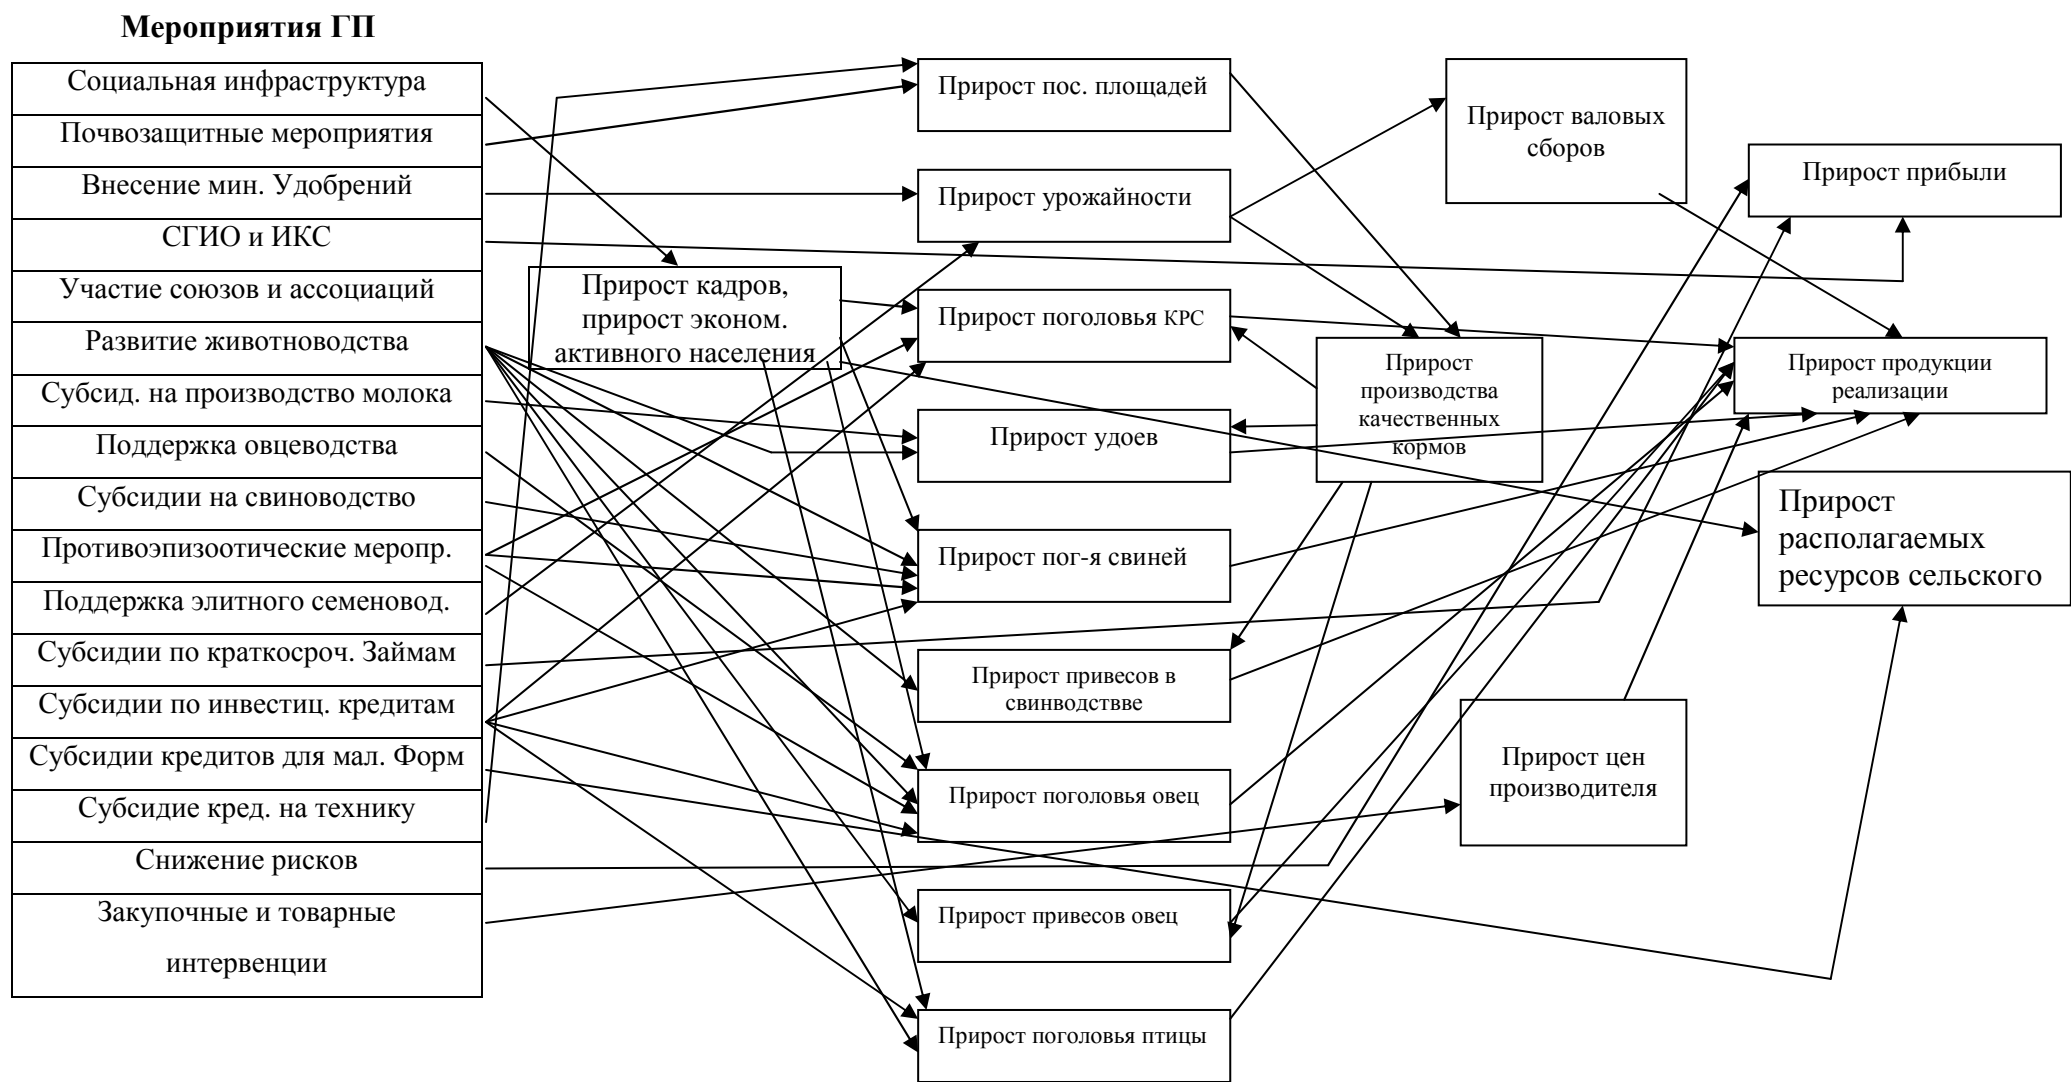 Мероприятия ГП
Социальная инфраструктура
Почвозащитные мероприятия
Внесение мин. Удобрений
СГИО и ИКС
Участие союзов и ассоциаций
Развитие животноводства
Субсид. на производство молока
Поддержка овцеводства
Субсидии на свиноводство
Противоэпизоотические меропр.
Поддержка элитного семеновод.
Субсидии по краткосроч. Займам
Субсидии по инвестиц. кредитам
Субсидии кредитов для мал. Форм
Субсидие кред. на технику
Снижение рисков
Закупочные и товарные
интервенции
Прирост кадров,
прирост эконом.
активного населения
Прирост пос. площадей
Прирост урожайности
Прирост поголовья КРС
Прирост удоев
Прирост пог-я свиней
Прирост привесов в
свинводствве
Прирост поголовья овец
Прирост привесов овец
Прирост поголовья птицы
Прирост валовых
сборов
Прирост
производства
качественных
кормов
Прирост цен
производителя
Прирост прибыли
Прирост продукции
реализации
Прирост
располагаемых
ресурсов сельского